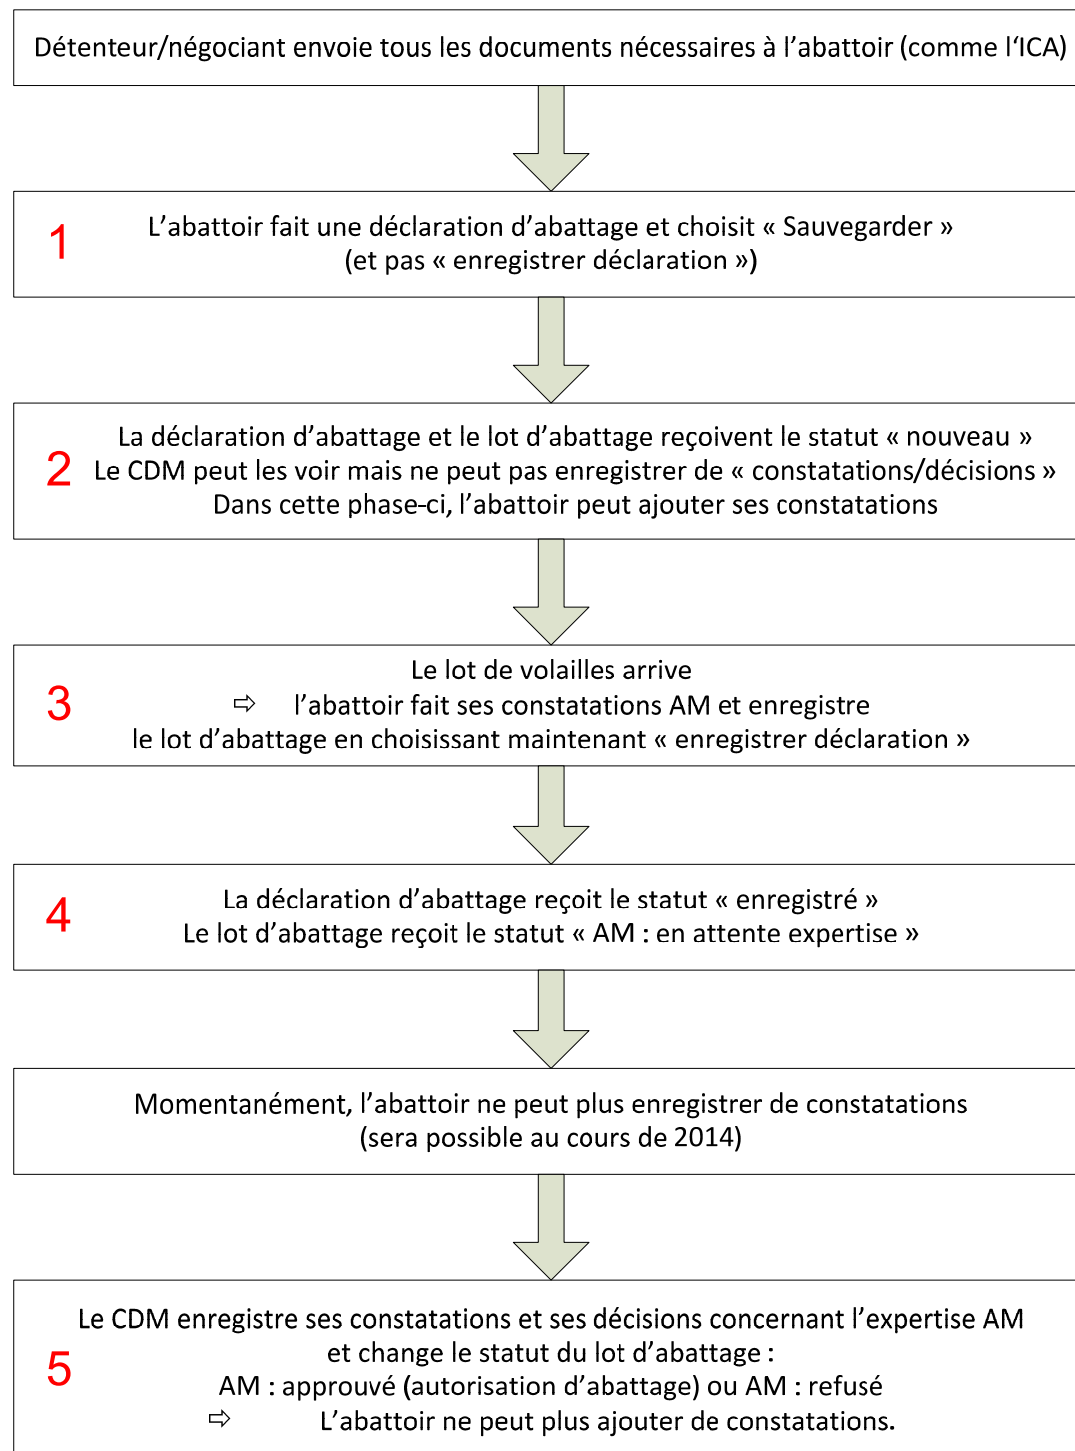 Détenteur/négociant envoie tous les documents nécessaires à l’abattoir (comme l‘ICA)
1
L’abattoir fait une déclaration d’abattage et choisit « Sauvegarder »
(et pas « enregistrer déclaration »)
2
La déclaration d’abattage et le lot d’abattage reçoivent le statut « nouveau »
Le CDM peut les voir mais ne peut pas enregistrer de « constatations/décisions »
Dans cette phase-ci, l’abattoir peut ajouter ses constatations
3
Le lot de volailles arrive
⇨ l’abattoir fait ses constatations AM et enregistre
le lot d’abattage en choisissant maintenant « enregistrer déclaration »
4
La déclaration d’abattage reçoit le statut « enregistré »
Le lot d’abattage reçoit le statut « AM : en attente expertise »
Momentanément, l’abattoir ne peut plus enregistrer de constatations
(sera possible au cours de 2014)
5
Le CDM enregistre ses constatations et ses décisions concernant l’expertise AM
et change le statut du lot d’abattage :
AM : approuvé (autorisation d’abattage) ou AM : refusé
⇨ L’abattoir ne peut plus ajouter de constatations.